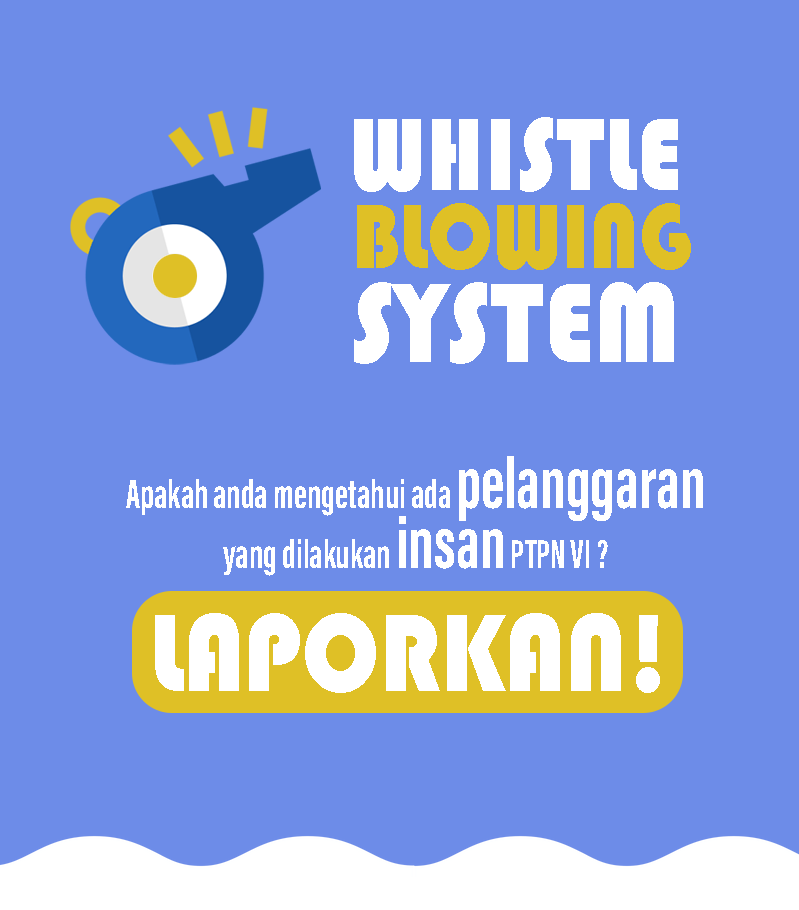 WHISTLE
BLOWING
SYSTEM
Apakah anda mengetahui ada pelanggaran
yang dilakukan insan PTPN VI ?
LAPORKAN!